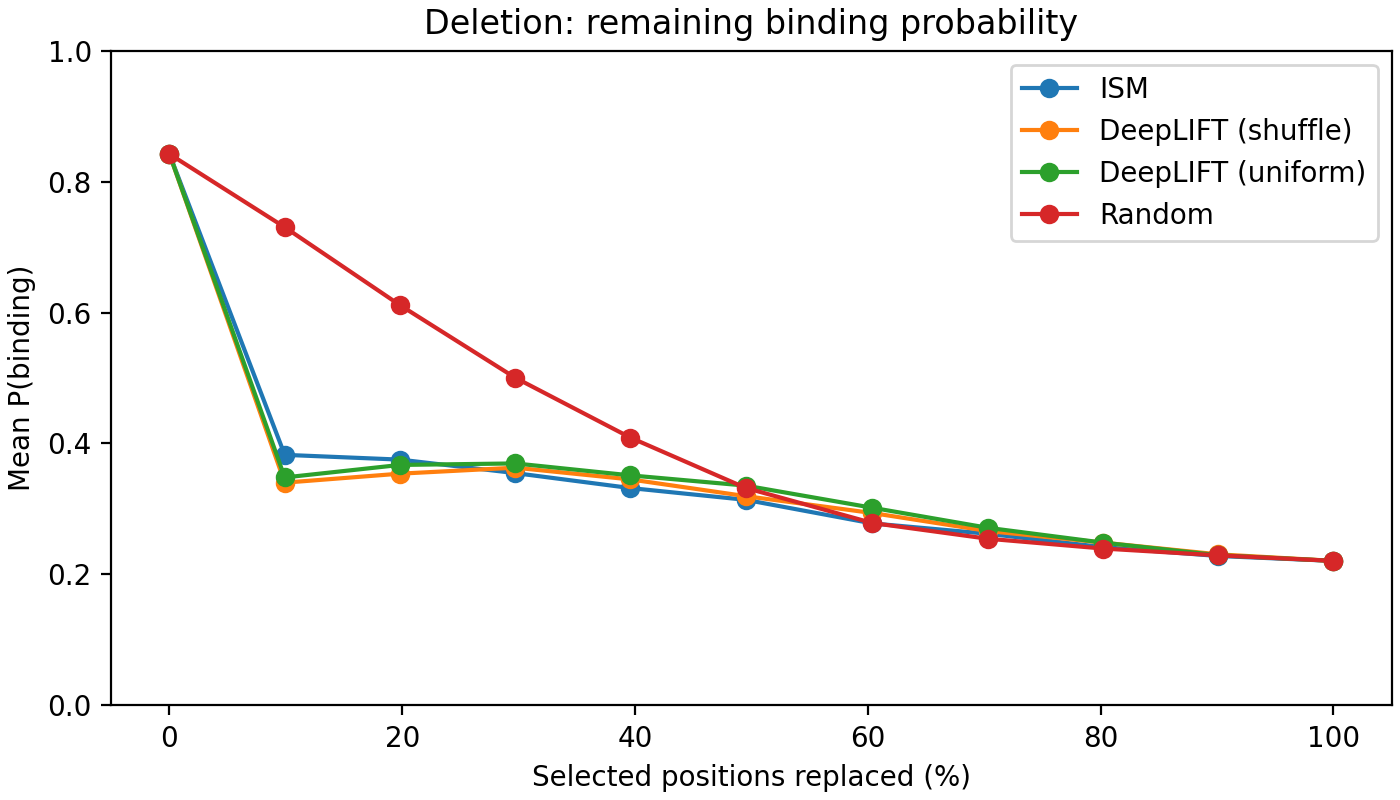 Deletion: remaining binding probability
Mean P(binding)
1.0
0.8
0.6
0.4
0.2
0.0
ISM
DeepLIFT (shuffle)
DeepLIFT (uniform)
Random
0 20 40 60 80 100
Selected positions replaced (%)